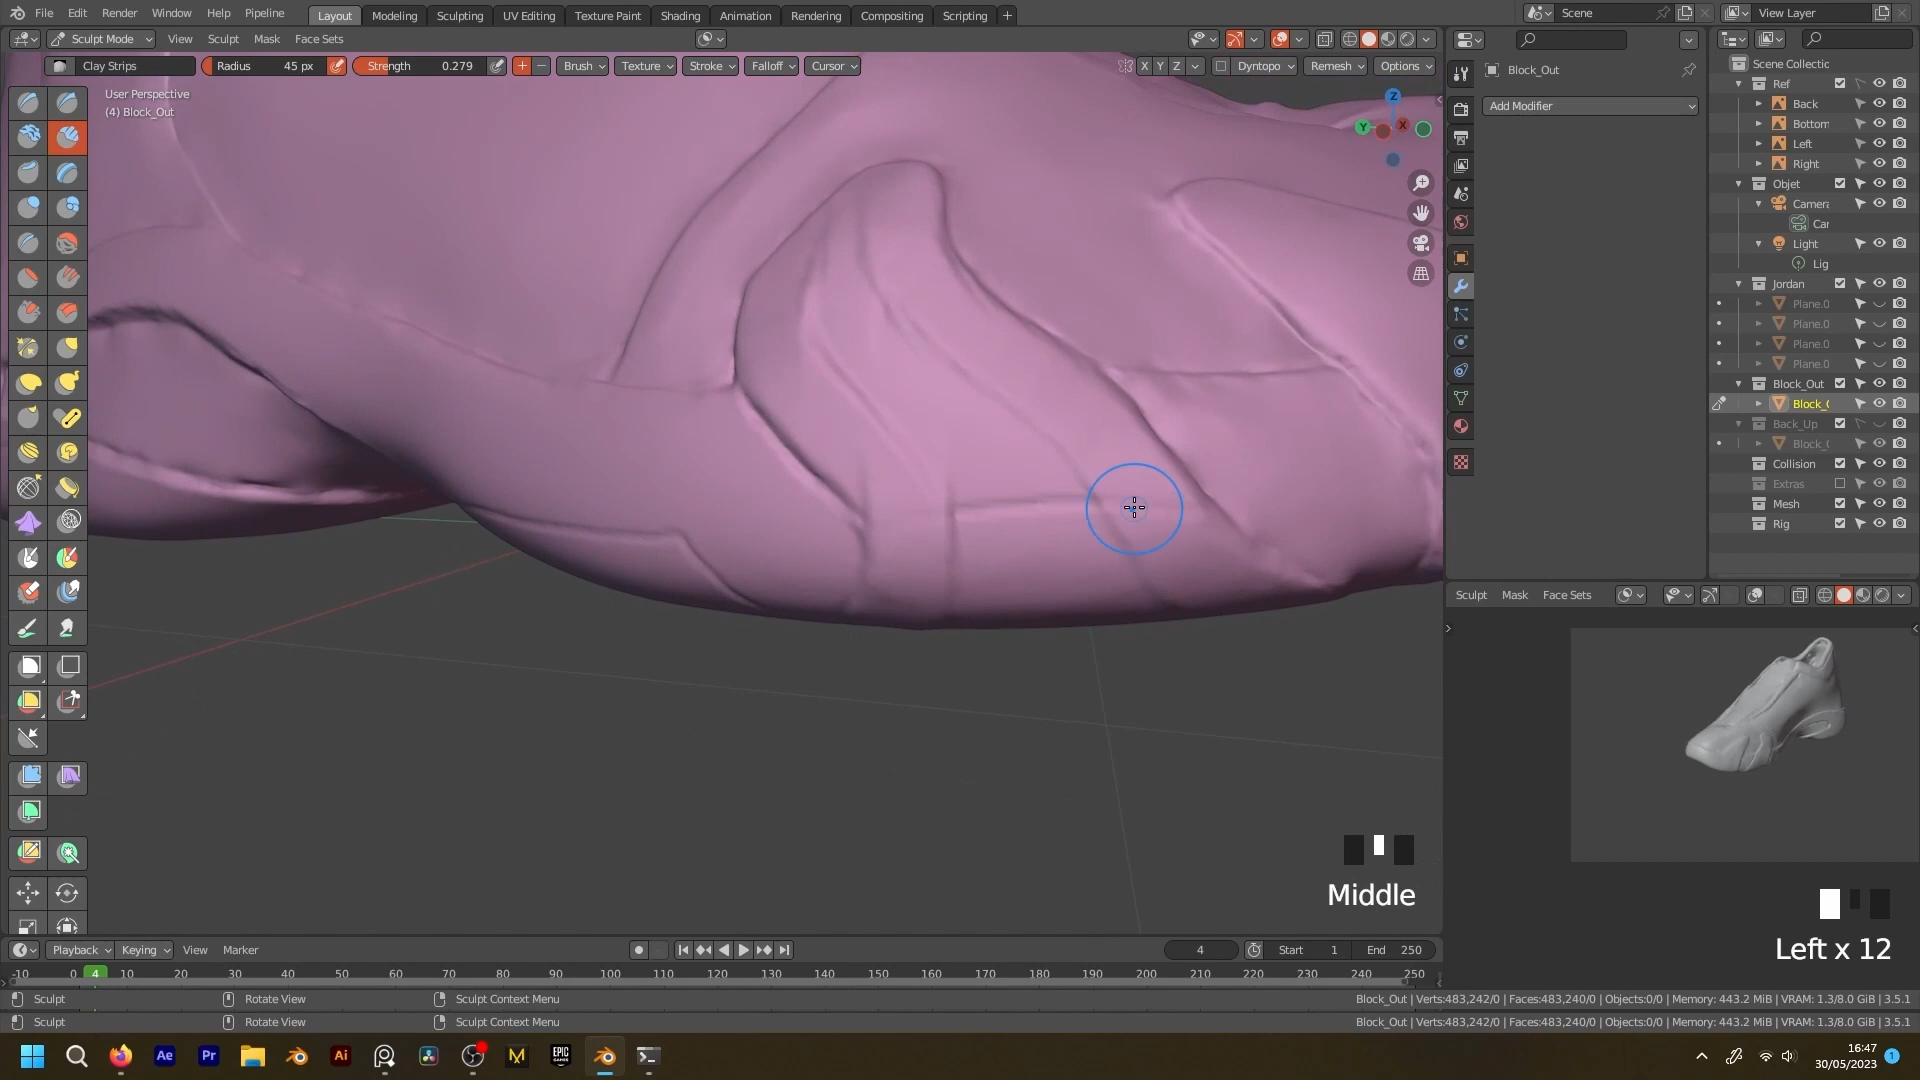 File Edit Render Window Help Pipeline Layout Modeling Sculpting UV Editing Texture Paint Shading Animation Rendering Compositing Scripting + Scene View Layer
Sculpt Mode View Sculpt Mask Face Sets
Clay Strips Radius 45 px Strength 0.279 Brush Texture Stroke Falloff Cursor X Y Z Dyntopo Remesh Options
User Perspective
(4) Block_Out
Z
Y X
Block_Out
Add Modifier
Scene Collectic
Ref
Back
Bottom
Left
Right
Objet
Camera
Car
Light
Lig
Jordan
Plane.0
Plane.0
Plane.0
Plane.0
Block_Out
Block_(
Back_Up
Block_(
Collision
Extras
Mesh
Rig
Sculpt Mask Face Sets
Middle
Left x 12
Playback Keying View Marker 4 Start 1 End 250
-10 0 4 10 20 30 40 50 60 70 80 90 100 110 120 130 140 150 160 170 180 190 200 210 220 230 240 250
Sculpt Rotate View Sculpt Context Menu Block_Out | Verts:483,242/0 | Faces:483,240/0 | Objects:0/0 | Memory: 443.2 MiB | VRAM: 1.3/8.0 GiB | 3.5.1
Sculpt Rotate View Sculpt Context Menu Block_Out | Verts:483,242/0 | Faces:483,240/0 | Objects:0/0 | Memory: 443.2 MiB | VRAM: 1.3/8.0 GiB | 3.5.1
Ae Pr Ai M EPIC GAMES 16:47
30/05/2023 1